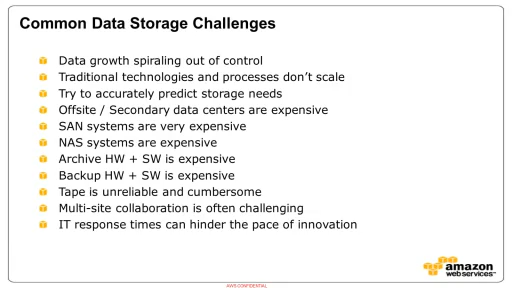 Common Data Storage Challenges
Data growth spiraling out of control
Traditional technologies and processes don't scale
Try to accurately predict storage needs
Offsite / Secondary data centers are expensive
SAN systems are very expensive
NAS systems are expensive
Archive HW + SW is expensive
Backup HW + SW is expensive
Tape is unreliable and cumbersome
Multi-site collaboration is often challenging
IT response times can hinder the pace of innovation
amazon
web services™
AWS CONFIDENTIAL